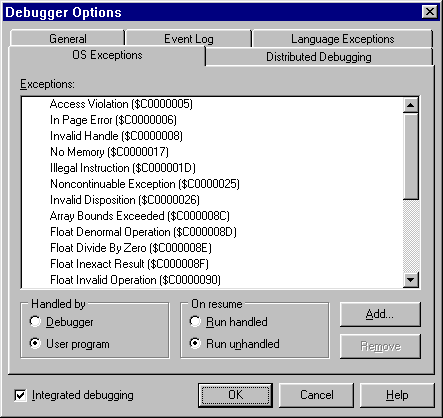 Debugger Options
General Event Log Language Exceptions
OS Exceptions Distributed Debugging
Exceptions:
Access Violation ($C0000005)
In Page Error ($C0000006)
Invalid Handle ($C0000008)
No Memory ($C0000017)
Illegal Instruction ($C000001D)
Noncontinuable Exception ($C0000025)
Invalid Disposition ($C0000026)
Array Bounds Exceeded ($C000008C)
Float Denormal Operation ($C000008D)
Float Divide By Zero ($C000008E)
Float Inexact Result ($C000008F)
Float Invalid Operation ($C0000090)
Handled by
Debugger
User program
On resume
Run handled
Run unhandled
Add...
Remove
Integrated debugging
OK Cancel Help